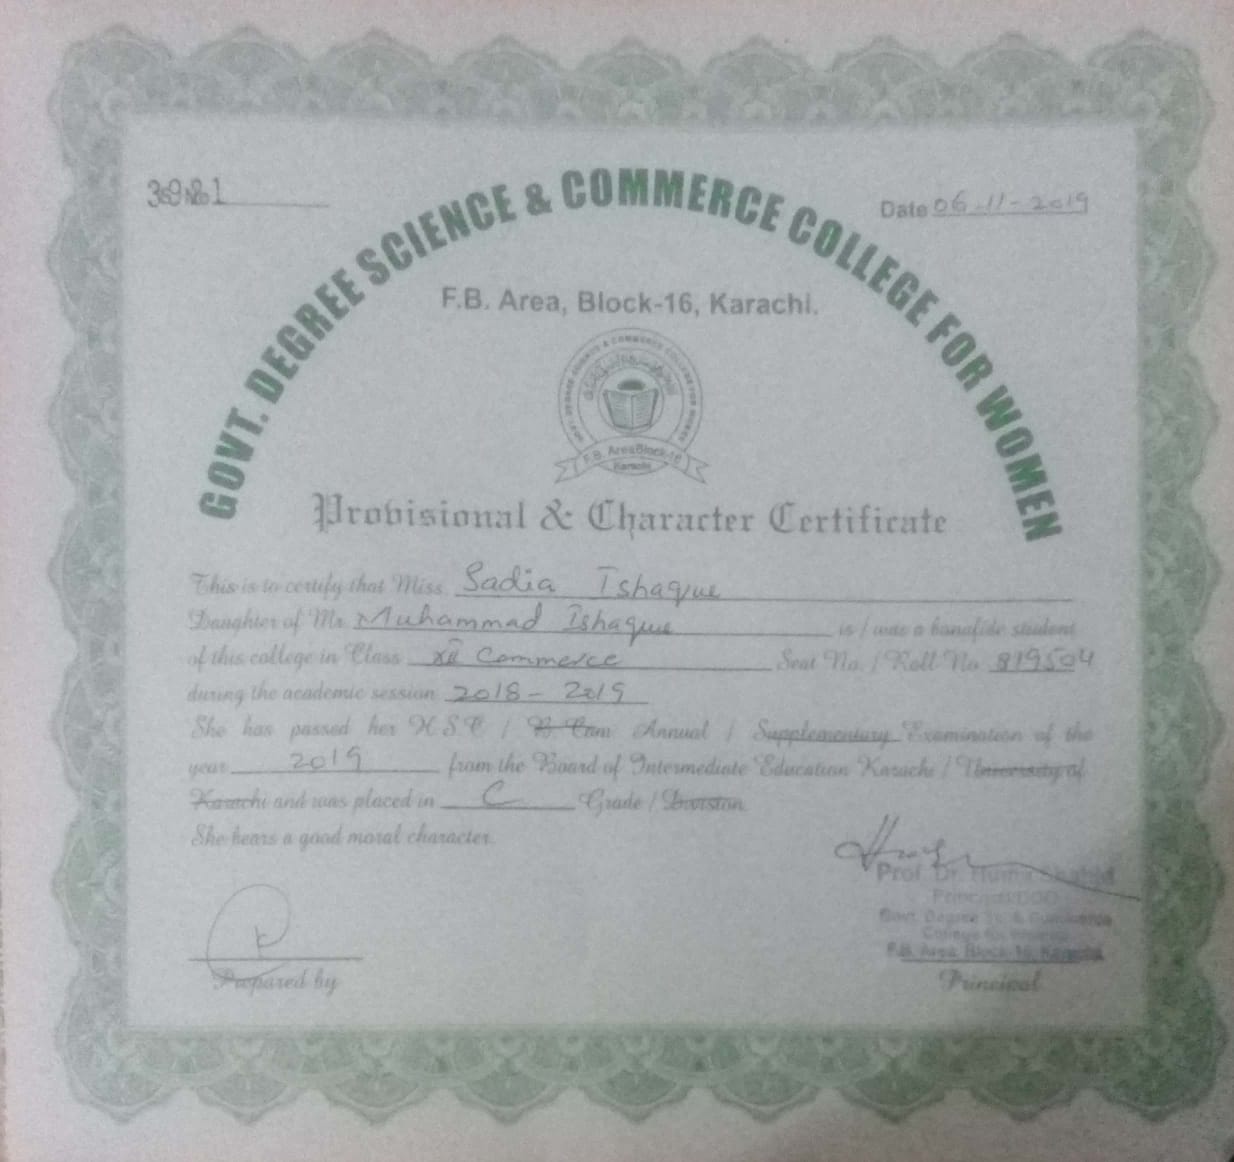 Date 06-11-2019
GOVT. DEGREE SCIENCE & COMMERCE COLLEGE FOR WOMEN
F.B. Area, Block-16, Karachi.
F.B. Area Block-16
Karachi
Provisional & Character Certificate
This is to certify that Miss Sadia Ishaque
Daughter of Mr. Muhammad Ishaque is / was a bonafide student
of this college in Class XII Commerce Seat No. / Roll No 819504
during the academic session 2018-2019
She has passed her H.S.C / B. Com Annual / Supplementary Examination of the
year 2019 from the Board of Intermediate Education Karachi / University of
Karachi and was placed in C Grade / Division
She bears a good moral character.
Prof. Dr. Huma
Principal/DDO
Govt. Degree Sc. & Commerce
College for Women
F.B. Area, Block-16, Karachi
Prepared by
Principal